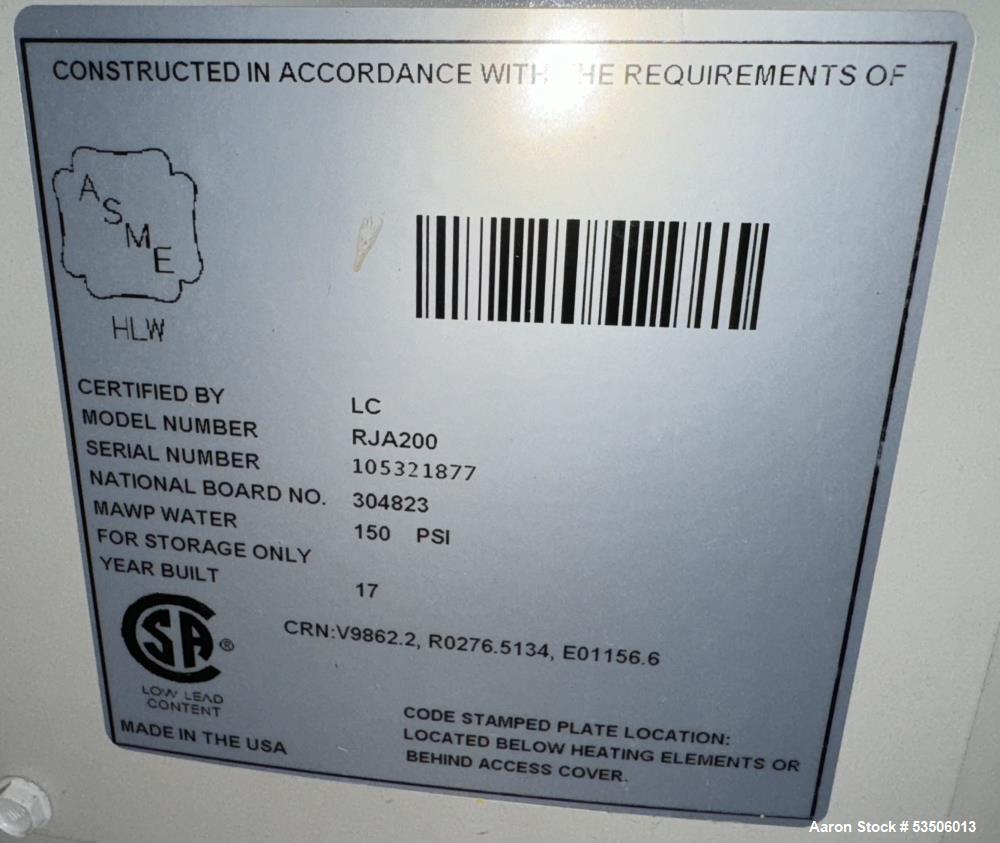 CONSTRUCTED IN ACCORDANCE WITH THE REQUIREMENTS OF
ASME
HLW
CERTIFIED BY LC
MODEL NUMBER RJA200
SERIAL NUMBER 105321877
NATIONAL BOARD NO. 304823
MAWP WATER 150 PSI
FOR STORAGE ONLY
YEAR BUILT 17
CRN:V9862.2, R0276.5134, E01156.6
SA ®
LOW LEAD
CONTENT
MADE IN THE USA
CODE STAMPED PLATE LOCATION:
LOCATED BELOW HEATING ELEMENTS OR
BEHIND ACCESS COVER.
Aaron Stock # 53506013